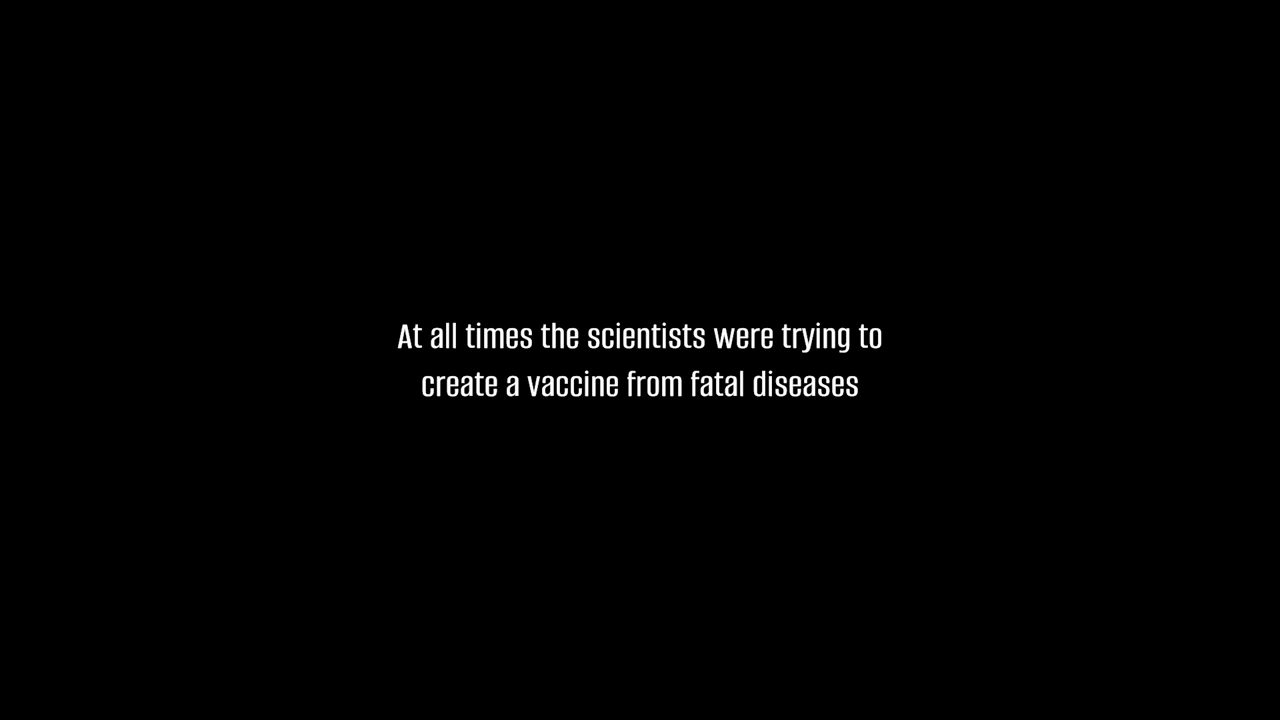 At all times the scientists were trying to
create a vaccine from fatal diseases